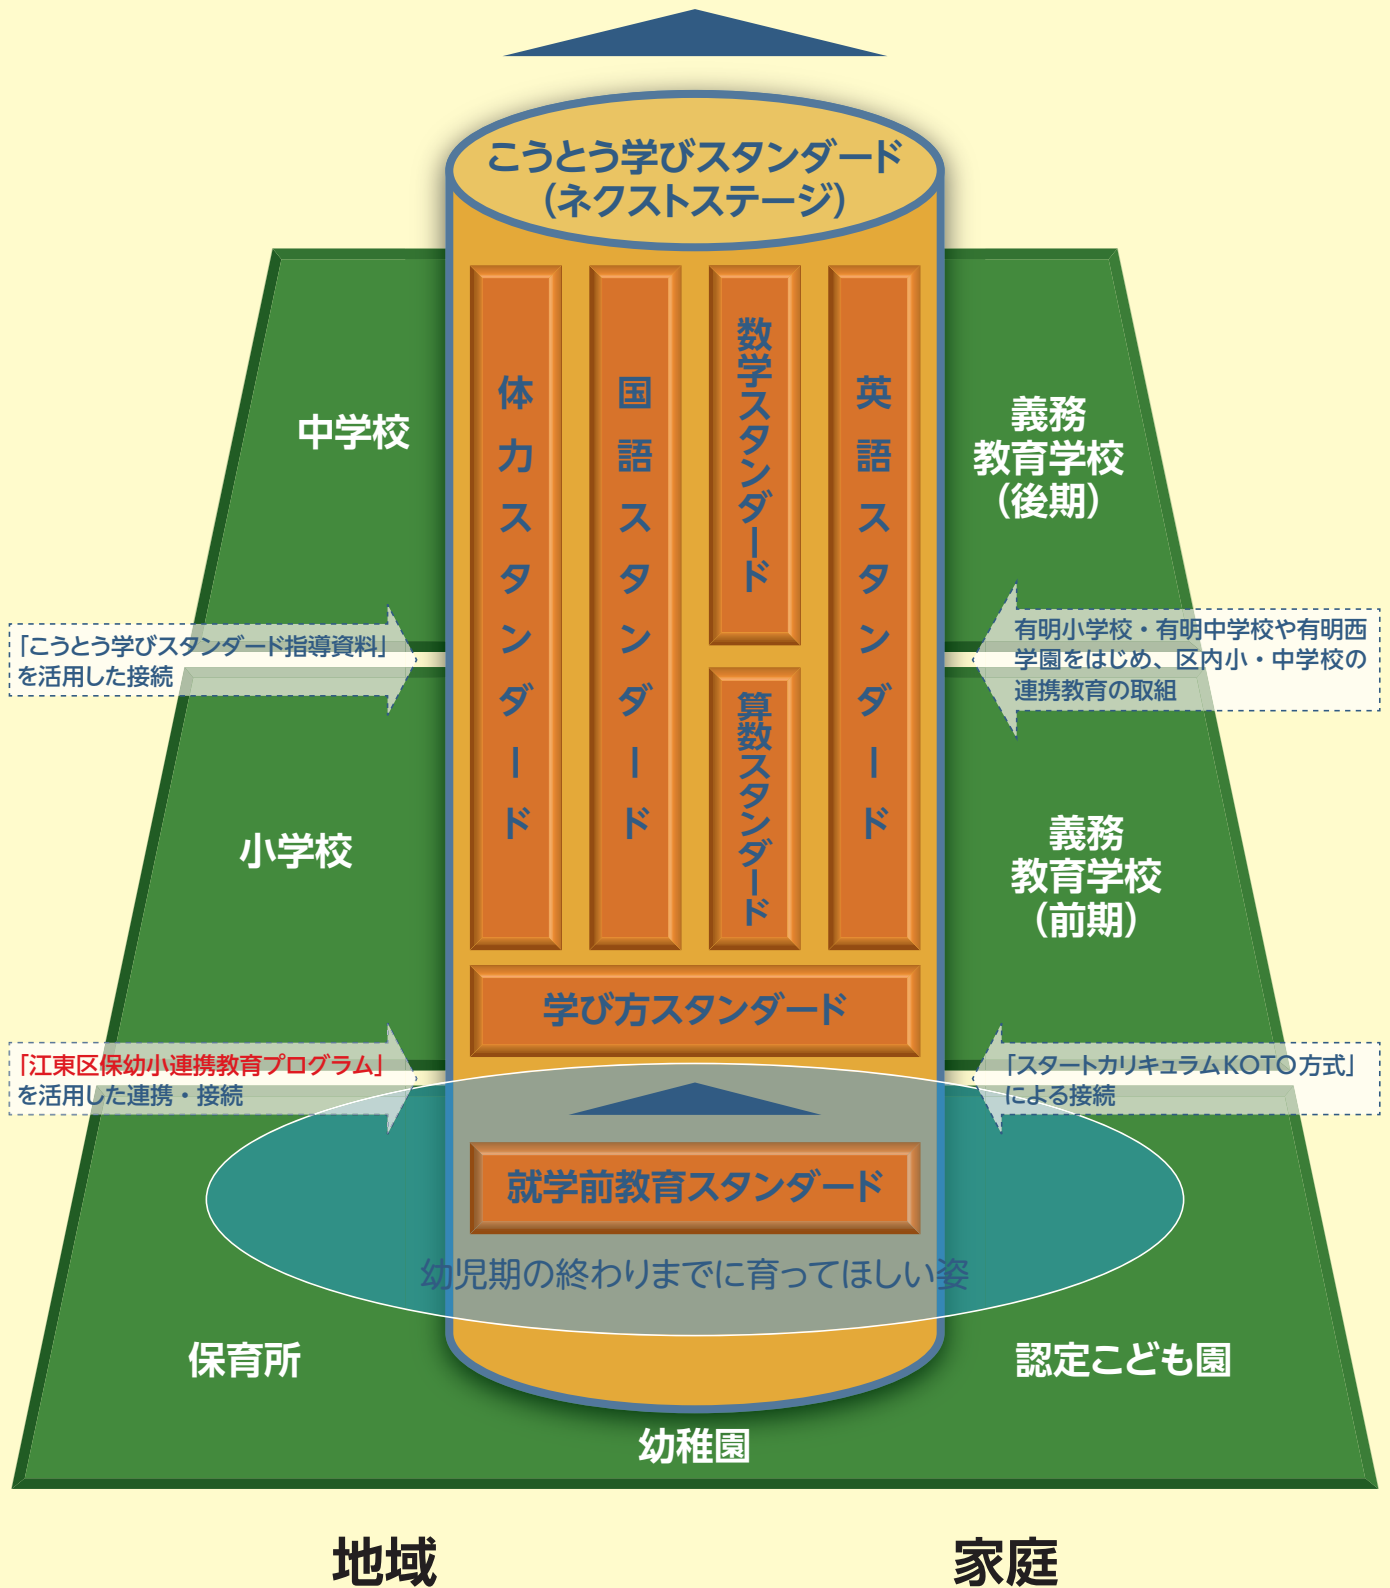 こうとう学びスタンダード
（ネクストステージ）
体力スタンダード
国語スタンダード
数学スタンダード
算数スタンダード
英語スタンダード
中学校
義務
教育学校
（後期）
「こうとう学びスタンダード指導資料」
を活用した接続
有明小学校・有明中学校や有明西
学園をはじめ、区内小・中学校の
連携教育の取組
小学校
義務
教育学校
（前期）
学び方スタンダード
「江東区保幼小連携教育プログラム」
を活用した連携・接続
「スタートカリキュラムKOTO方式」
による接続
就学前教育スタンダード
幼児期の終わりまでに育ってほしい姿
保育所
認定こども園
幼稚園
地域
家庭